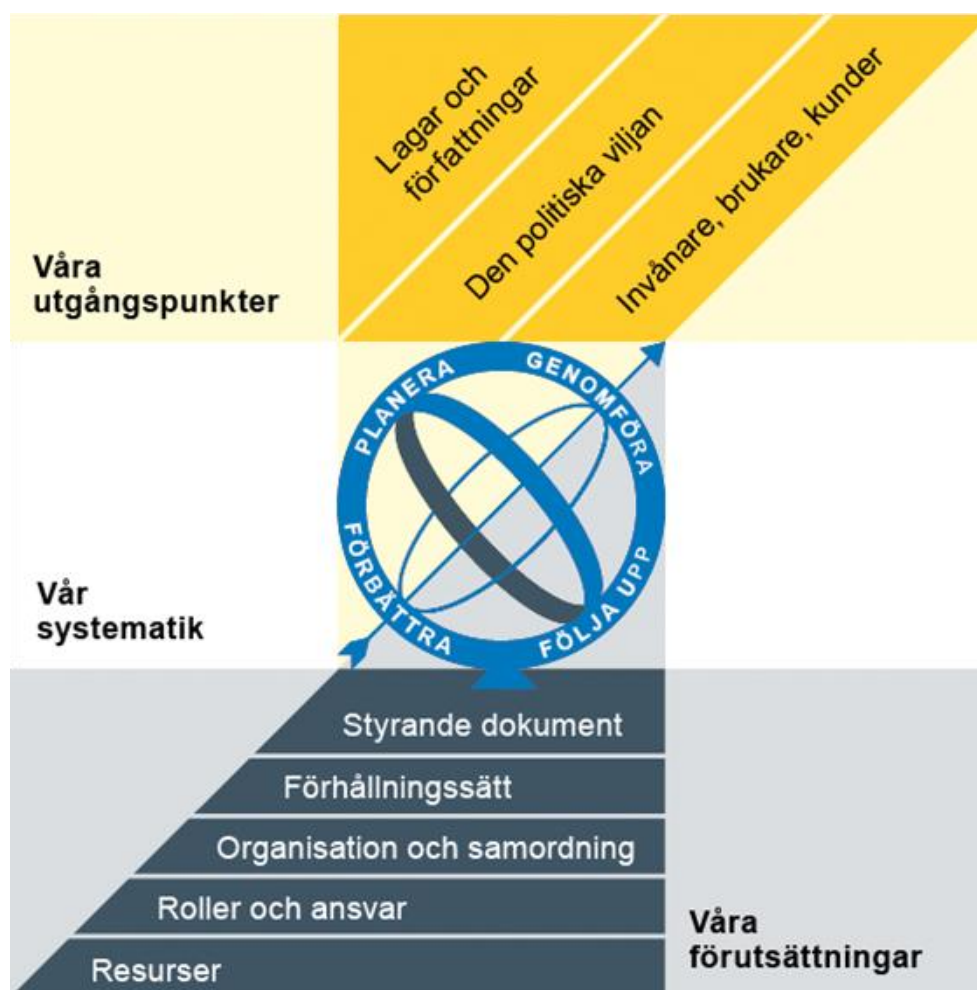 Lagar och
författningar
Den politiska viljan
Invånare, brukare, kunder
Våra
utgångspunkter
PLANERA
GENOMFÖRA
FÖLJA UPP
FÖRBÄTTRA
Vår
systematik
Styrande dokument
Förhållningssätt
Organisation och samordning
Roller och ansvar
Resurser
Våra
förutsättningar